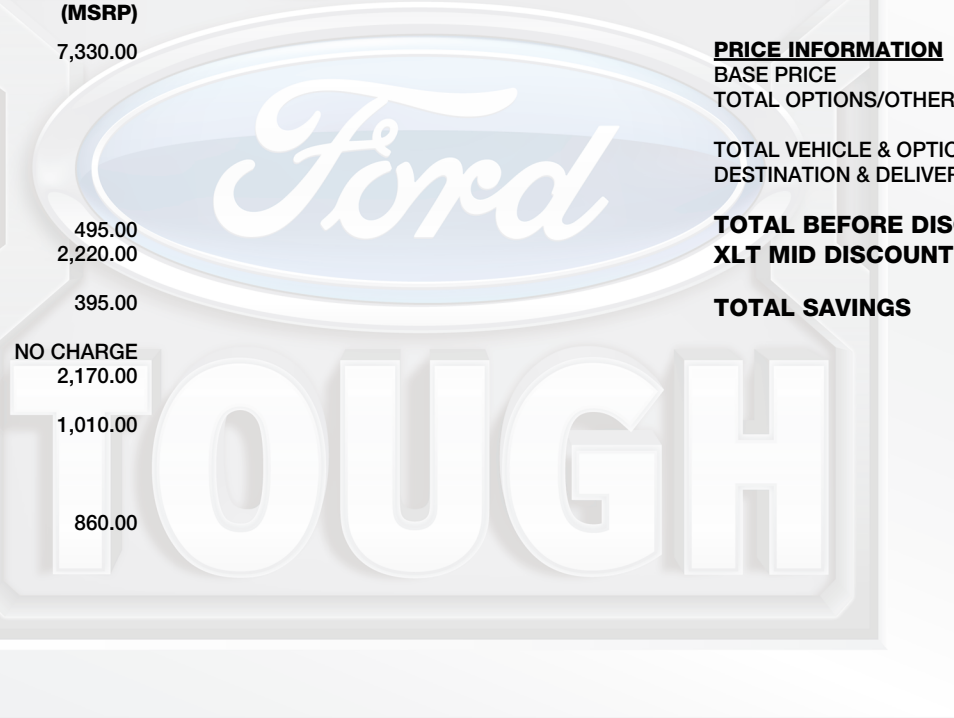 (MSRP)
7,330.00
495.00
2,220.00
395.00
NO CHARGE
2,170.00
1,010.00
860.00
PRICE INFORMATION
BASE PRICE
TOTAL OPTIONS/OTHER
TOTAL VEHICLE & OPTIO
DESTINATION & DELIVER
TOTAL BEFORE DIS
XLT MID DISCOUNT
TOTAL SAVINGS
Ford
TOUGH